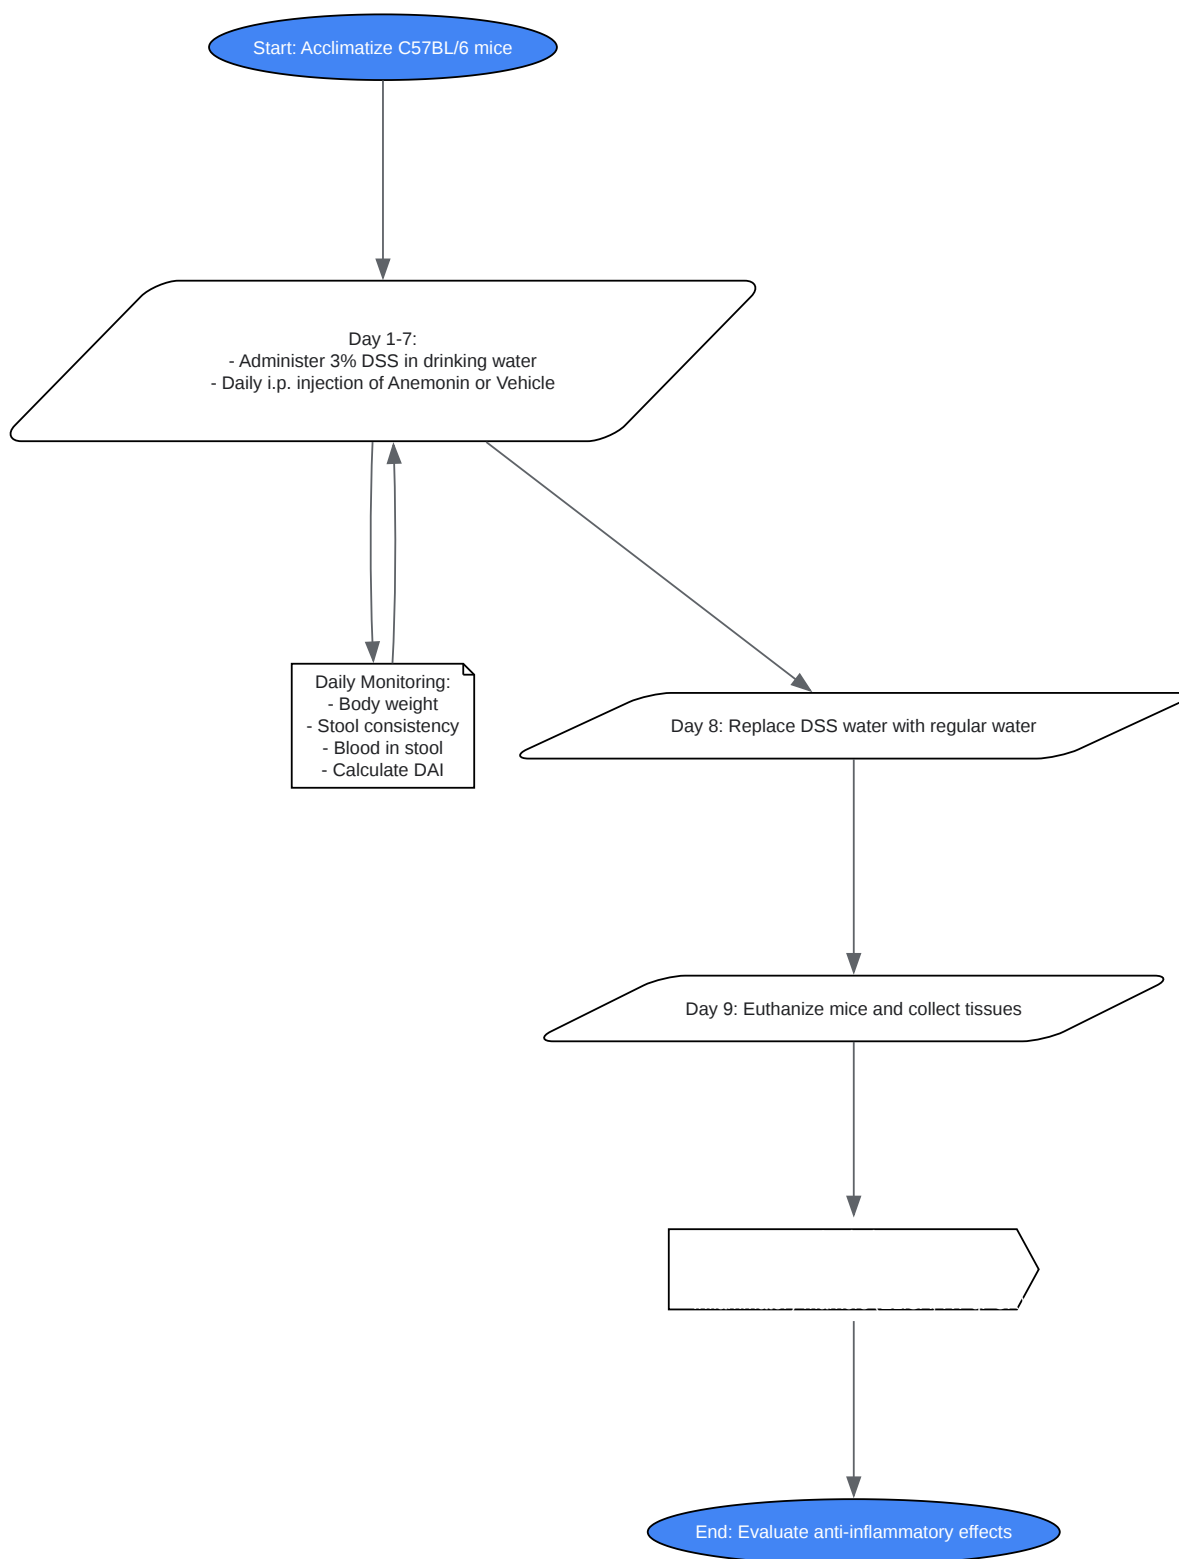 Start: Acclimatize C57BL/6 mice
Day 1-7:
- Administer 3% DSS in drinking water
- Daily i.p. injection of Anemonin or Vehicle
Daily Monitoring:
- Body weight
- Stool consistency
- Blood in stool
- Calculate DAI
Day 8: Replace DSS water with regular water
Day 9: Euthanize mice and collect tissues
End: Evaluate anti-inflammatory effects